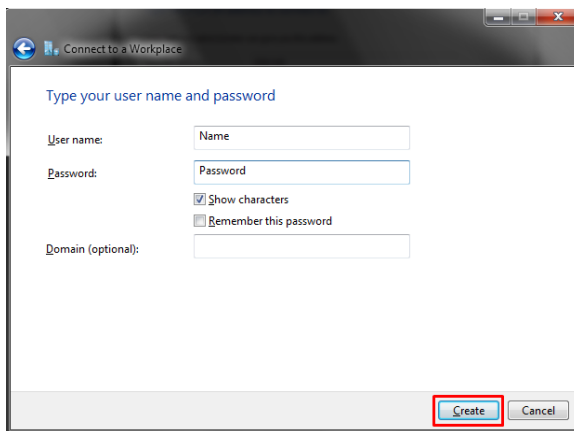 Connect to a Workplace
Type your user name and password
User name: Name
Password: Password
Show characters
Remember this password
Domain (optional):
Create Cancel